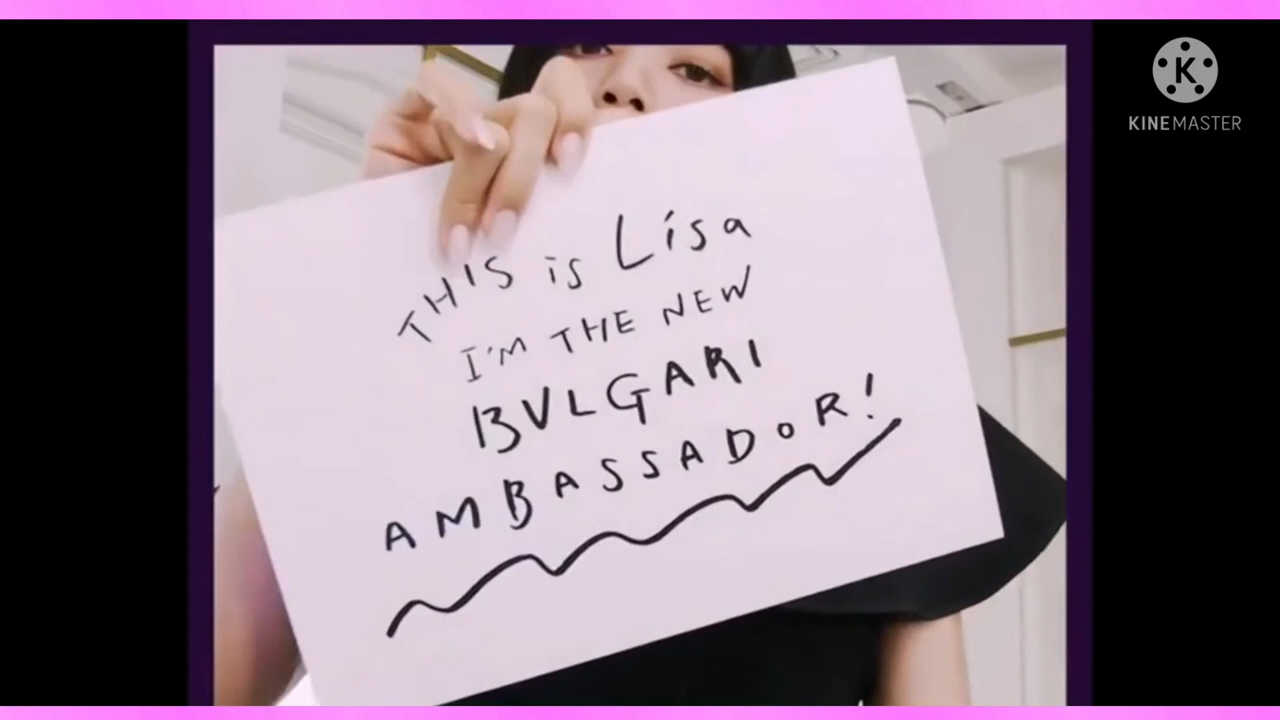 THIS is Lisa
I'M THE NEW
BVLGARI
AMBASSADOR!
K
KINEMASTER